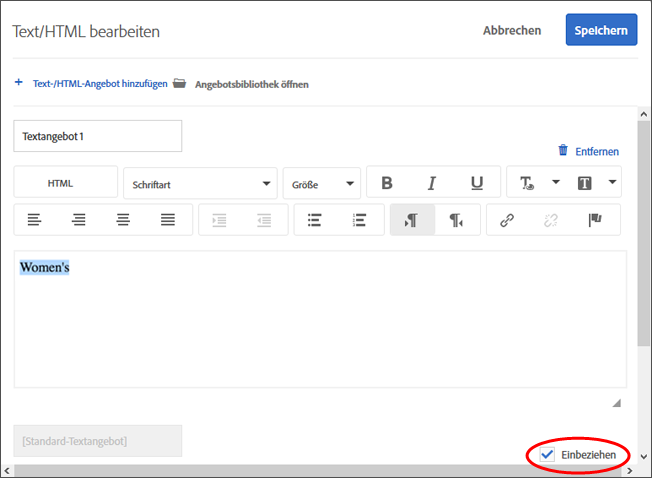 Text/HTML bearbeiten Abbrechen Speichern
+ Text-/HTML-Angebot hinzufügen Angebotsbibliothek öffnen
Textangebot 1
Entfernen
HTML Schriftart Größe B I U T T
Women's
[Standard-Textangebot]
Einbeziehen